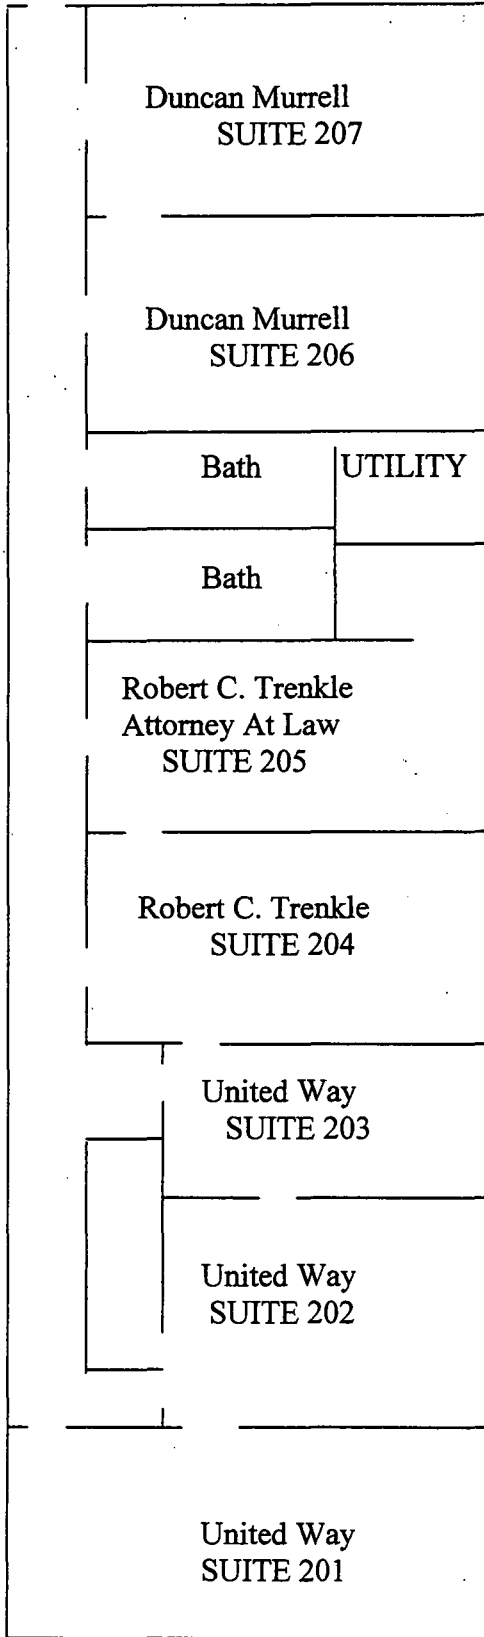 Duncan Murrell
SUITE 207
Duncan Murrell
SUITE 206
Bath
UTILITY
Bath
Robert C. Trenkle
Attorney At Law
SUITE 205
Robert C. Trenkle
SUITE 204
United Way
SUITE 203
United Way
SUITE 202
United Way
SUITE 201